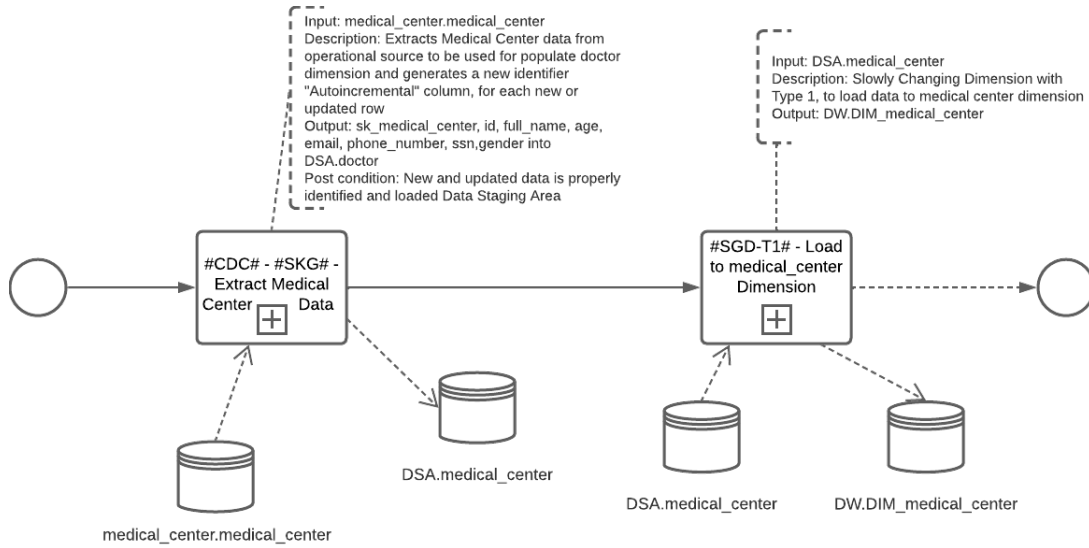 Input: medical_center.medical_center
Description: Extracts Medical Center data from
operational source to be used for populate doctor
dimension and generates a new identifier
"Autoincremental" column, for each new or
updated row
Output: sk_medical_center, id, full_name, age,
email, phone_number, ssn,gender into
DSA.doctor
Post condition: New and updated data is properly
identified and loaded Data Staging Area
Input: DSA.medical_center
Description: Slowly Changing Dimension with
Type 1, to load data to medical center dimension
Output: DW.DIM_medical_center
#CDC# - #SKG# -
Extract Medical
Center Data
#SGD-T1# - Load
to medical_center
Dimension
DSA.medical_center
medical_center.medical_center
DSA.medical_center
DW.DIM_medical_center